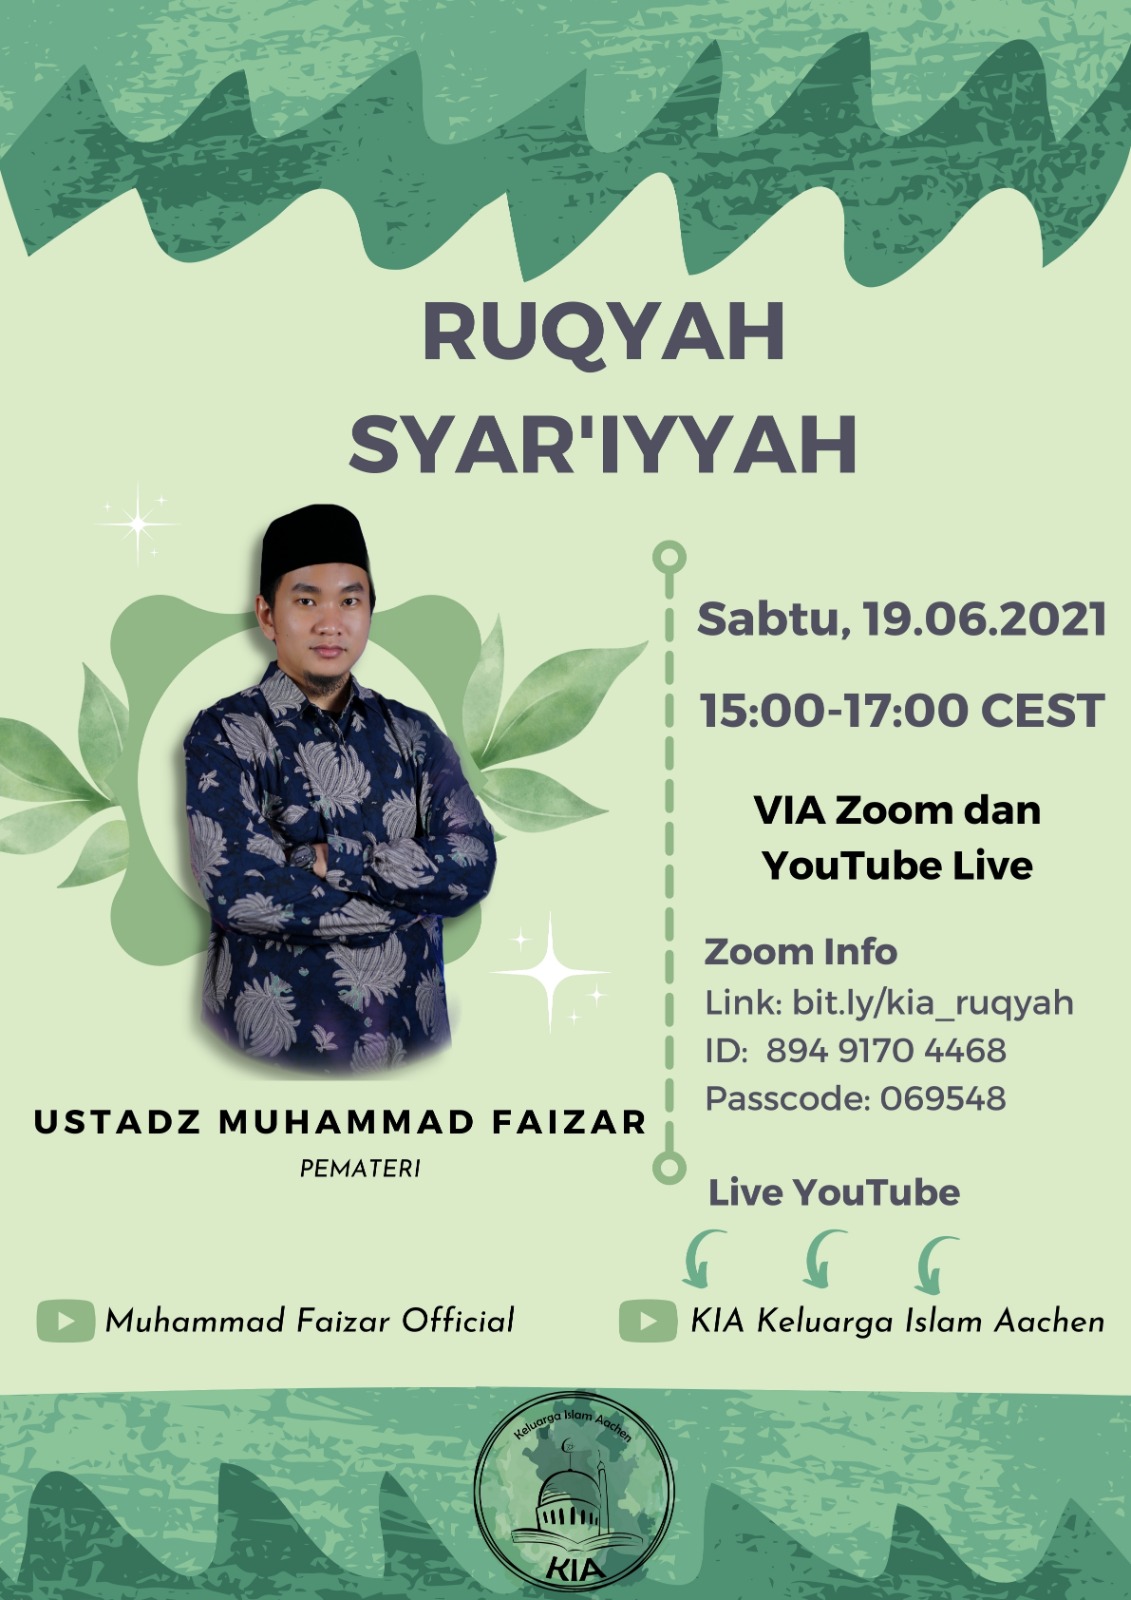 RUQYAH
SYAR'IYYAH
Sabtu, 19.06.2021
15:00-17:00 CEST
VIA Zoom dan
YouTube Live
Zoom Info
Link: bit.ly/kia_ruqyah
ID: 894 9170 4468
Passcode: 069548
USTADZ MUHAMMAD FAIZAR
PEMATERI
Live YouTube
Muhammad Faizar Official
KIA Keluarga Islam Aachen
Keluarga Islam Aachen
KIA